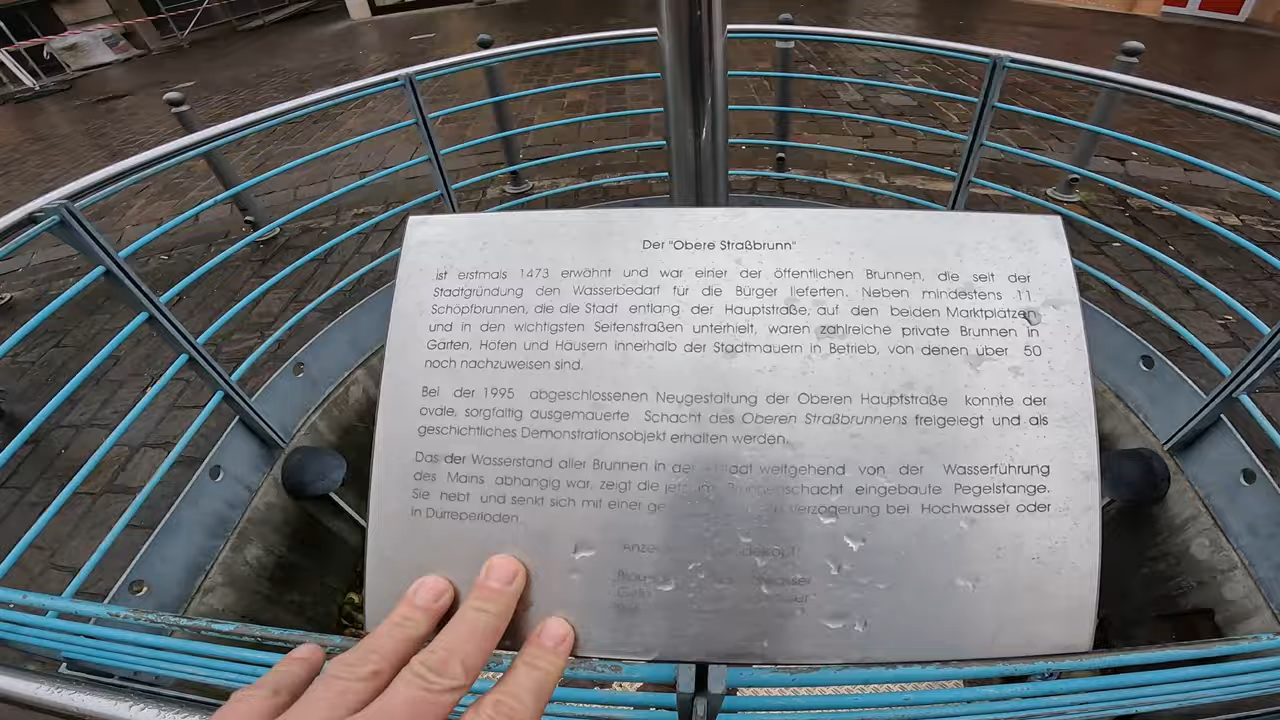 Der "Obere Straßbrunn"
ist erstmals 1473 erwähnt und war einer der öffentlichen Brunnen, die seit der
Stadtgründung den Wasserbedarf für die Bürger lieferten. Neben mindestens 11
Schöpfbrunnen, die die Stadt entlang der Hauptstraße, auf den beiden Marktplätzen
und in den wichtigsten Seitenstraßen unterhielt, waren zahlreiche private Brunnen in
Gärten, Höfen und Häusern innerhalb der Stadtmauern in Betrieb, von denen über 50
noch nachzuweisen sind.
Bei der 1995 abgeschlossenen Neugestaltung der Oberen Hauptstraße konnte der
ovale, sorgfältig ausgemauerte Schacht des Oberen Straßbrunnens freigelegt und als
geschichtliches Demonstrationsobjekt erhalten werden.
Das der Wasserstand aller Brunnen in der weitgehend von der Wasserführung
des Mains abhängig war, zeigt die eingebaute Pegelstange.
Sie hebt und senkt sich mit einer Verzögerung bei Hochwasser oder
in Dürreperioden.